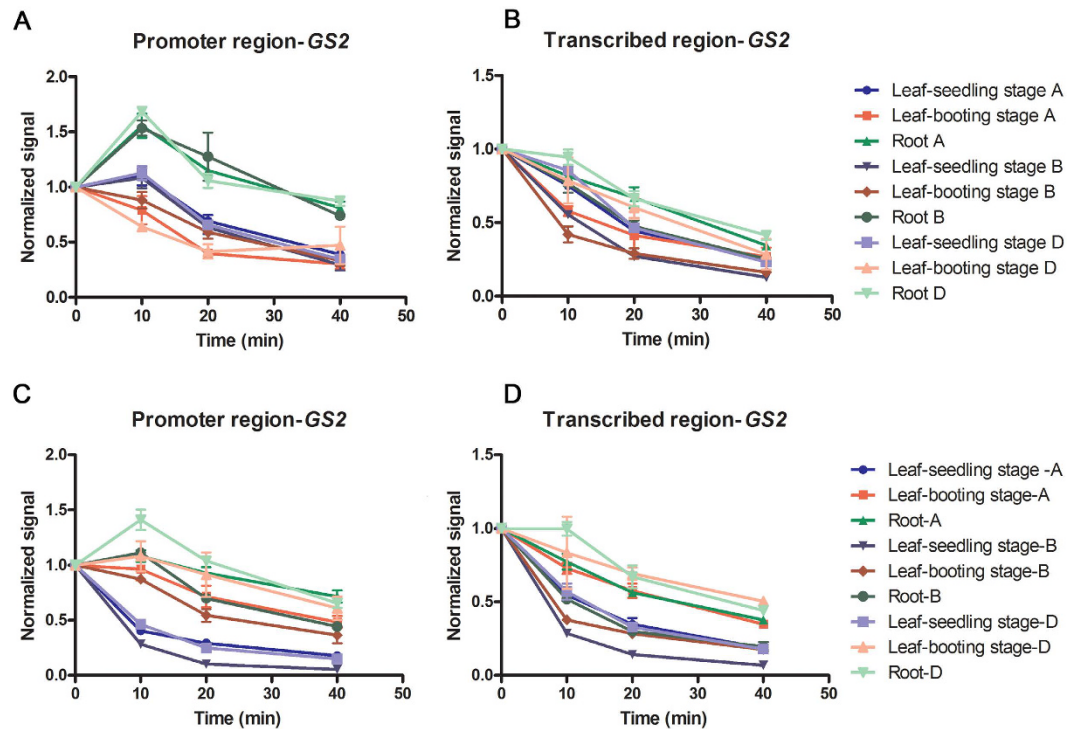 A
Promoter region-GS2
Normalized signal
2.0
1.5
1.0
0.5
0.0
0
10
20
30
40
50
Time (min)
B
Transcribed region-GS2
Normalized signal
1.5
1.0
0.5
0.0
0
10
20
30
40
50
Time (min)
Leaf-seedling stage A
Leaf-booting stage A
Root A
Leaf-seedling stage B
Leaf-booting stage B
Root B
Leaf-seedling stage D
Leaf-booting stage D
Root D
C
Promoter region-GS2
Normalized signal
2.0
1.5
1.0
0.5
0.0
0
10
20
30
40
50
Time (min)
D
Transcribed region-GS2
Normalized signal
1.5
1.0
0.5
0.0
0
10
20
30
40
50
Time (min)
Leaf-seedling stage -A
Leaf-booting stage-A
Root-A
Leaf-seedling stage-B
Leaf-booting stage-B
Root-B
Leaf-seedling stage-D
Leaf-booting stage-D
Root-D